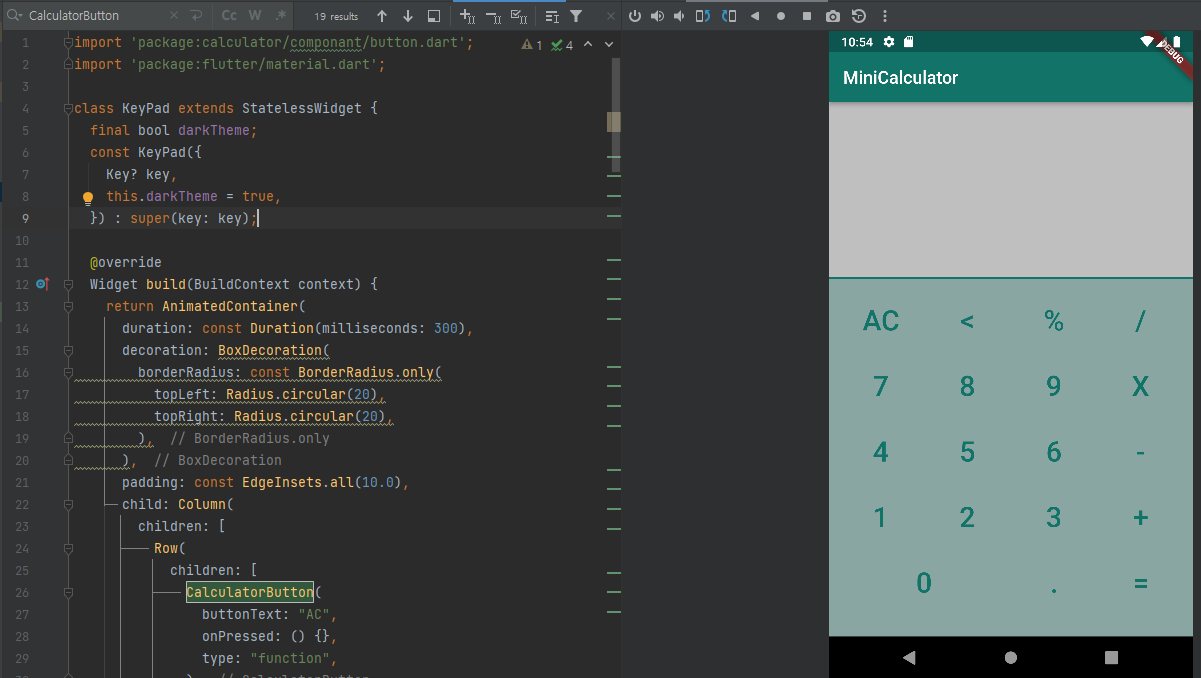 CalculatorButton
Cc W .* 19 results
1 import 'package:calculator/componant/button.dart';
1 4
2 import 'package:flutter/material.dart';
3
4 class KeyPad extends StatelessWidget {
5 final bool darkTheme;
6 const KeyPad({
7 Key? key,
8 this.darkTheme = true,
9 }) : super(key: key);
10
11 @override
12 Widget build(BuildContext context) {
13 return AnimatedContainer(
14 duration: const Duration(milliseconds: 300),
15 decoration: BoxDecoration(
16 borderRadius: const BorderRadius.only(
17 topLeft: Radius.circular(20),
18 topRight: Radius.circular(20),
19 ), // BorderRadius.only
20 ), // BoxDecoration
21 padding: const EdgeInsets.all(10.0),
22 child: Column(
23 children: [
24 Row(
25 children: [
26 CalculatorButton(
27 buttonText: "AC",
28 onPressed: () {},
29 type: "function",
), // CalculatorButton
10:54
DEBUG
MiniCalculator
AC < % /
7 8 9 X
4 5 6 -
1 2 3 +
0 . =